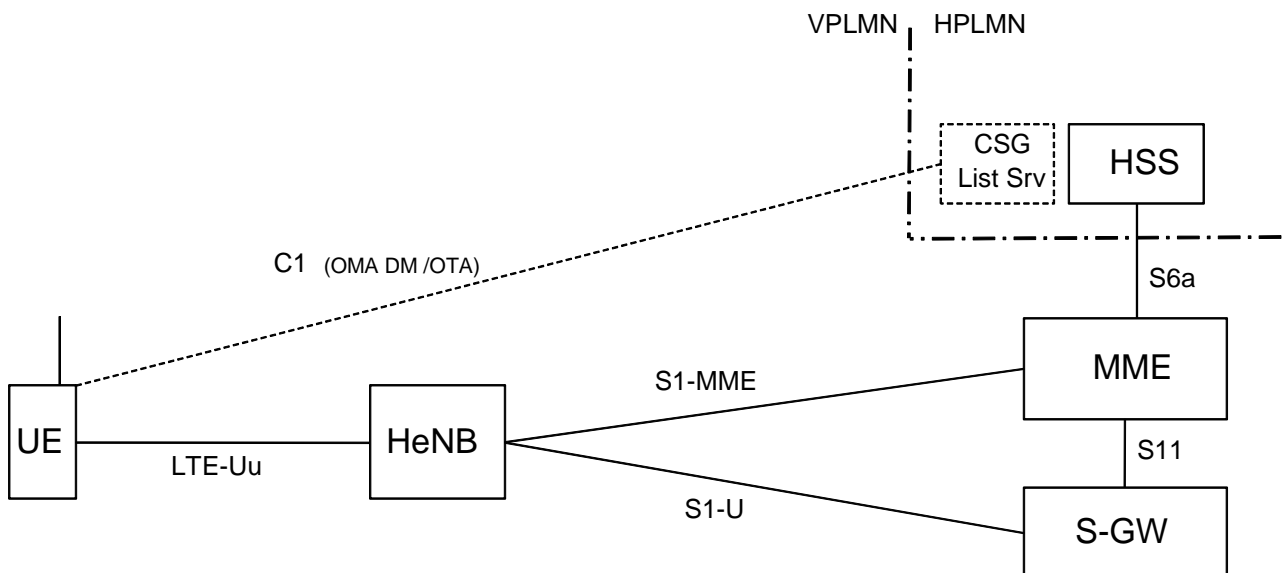 VPLMN HPLMN
CSG
List Srv
HSS
C1 (OMA DM /OTA)
S6a
MME
S1-MME
UE
HeNB
LTE-Uu
S11
S1-U
S-GW